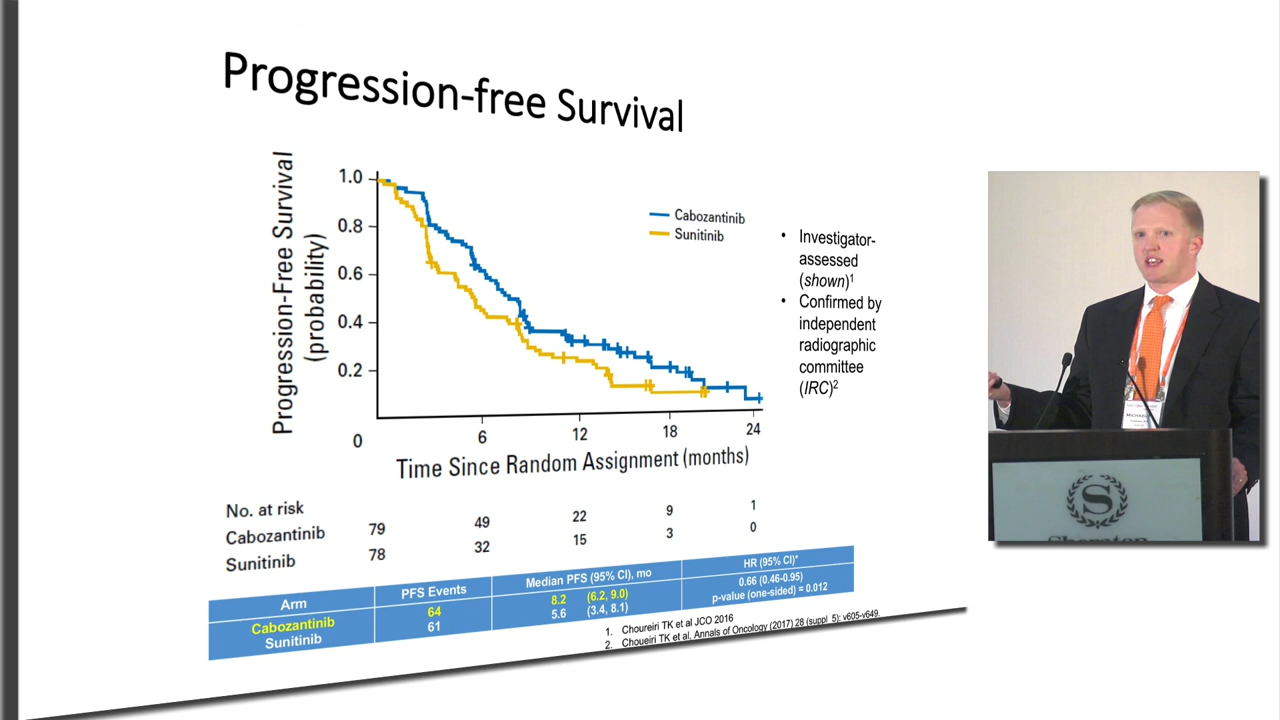 Progression-free Survival
Progression-Free Survival
(probability)
1.0
0.8
0.6
0.4
0.2
0
6
12
18
24
Time Since Random Assignment (months)
Cabozantinib
Sunitinib
• Investigator-
assessed
(shown)1
• Confirmed by
independent
radiographic
committee
(IRC)2
No. at risk
Cabozantinib 79 49 22 9 1
Sunitinib 78 32 15 3 0
Arm PFS Events Median PFS (95% CI), mo HR (95% CI)*
Cabozantinib 64 8.2 (6.2, 9.0) 0.66 (0.46-0.95)
Sunitinib 61 5.6 (3.4, 8.1) p-value (one-sided) = 0.012
1. Choureiri TK et al JCO 2016
2. Choueiri TK et al, Annals of Oncology (2017) 28 (suppl_5): v605-v649.
MICHAEL
S
Sheraton